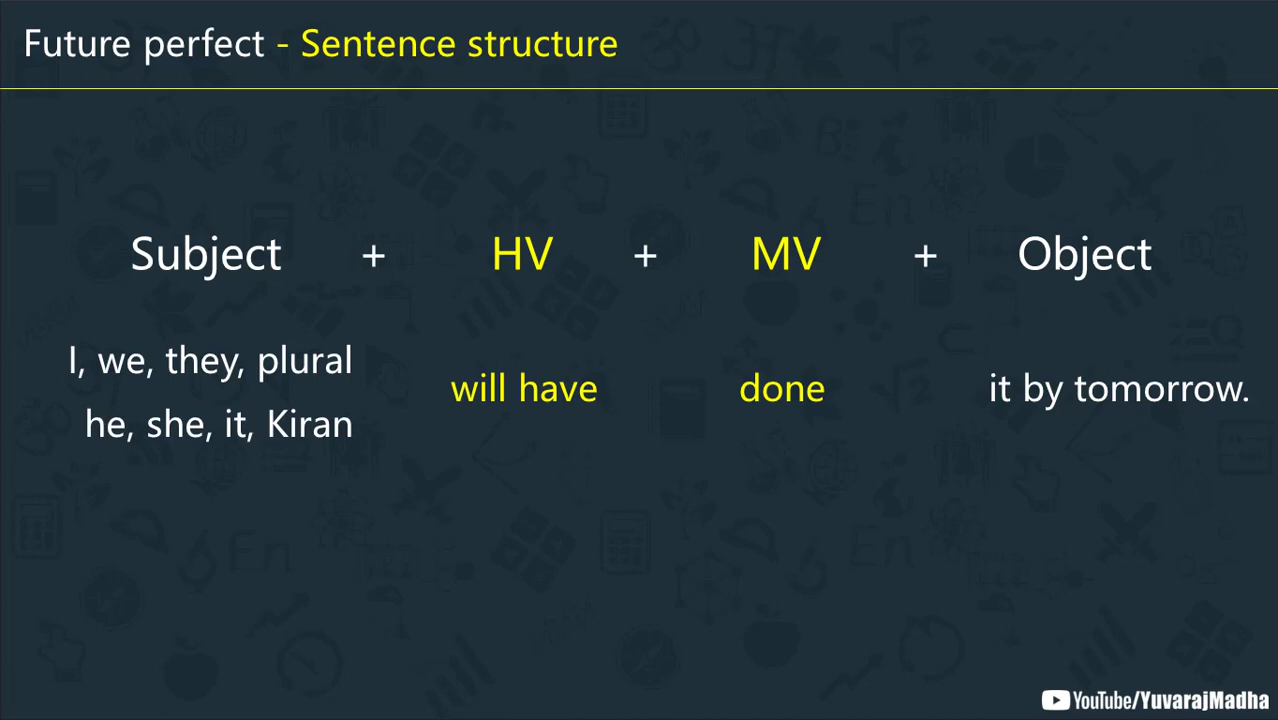 Future perfect - Sentence structure
Subject + HV + MV + Object
I, we, they, plural
he, she, it, Kiran
will have done it by tomorrow.
YouTube/YuvarajMadha